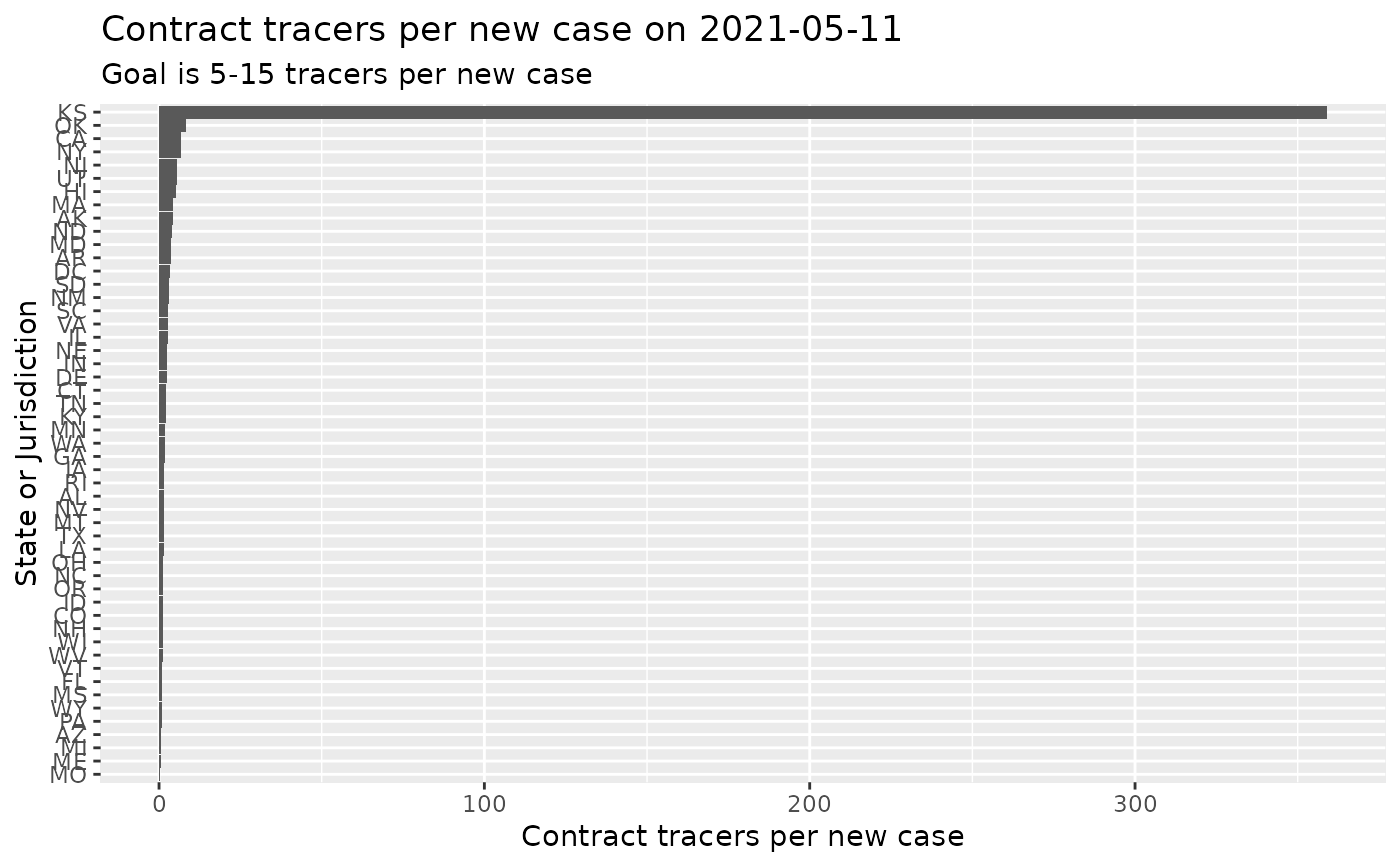 Contract tracers per new case on 2021-05-11
Goal is 5-15 tracers per new case
State or Jurisdiction
KS
OK
CA
NY
NJ
UT
HI
MA
AK
ND
MD
AR
DC
SD
NM
SC
VA
IL
NE
IN
DE
CT
TN
KY
MN
WA
GA
IA
RI
AL
NV
MT
TX
LA
OH
NC
OR
ID
CO
NH
WI
WV
VT
FL
MS
WY
PA
AZ
MI
ME
MO
0 100 200 300
Contract tracers per new case